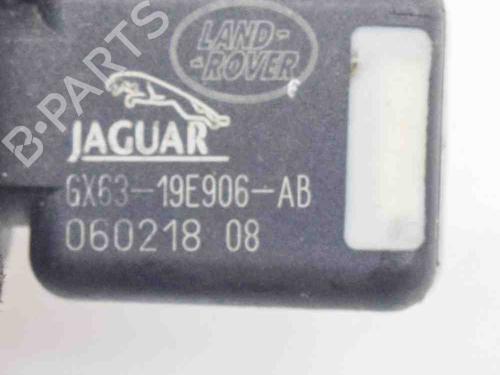 LAND-
-ROVER
JAGUAR
GX63-19E906-AB
060218 08
B-PARTS